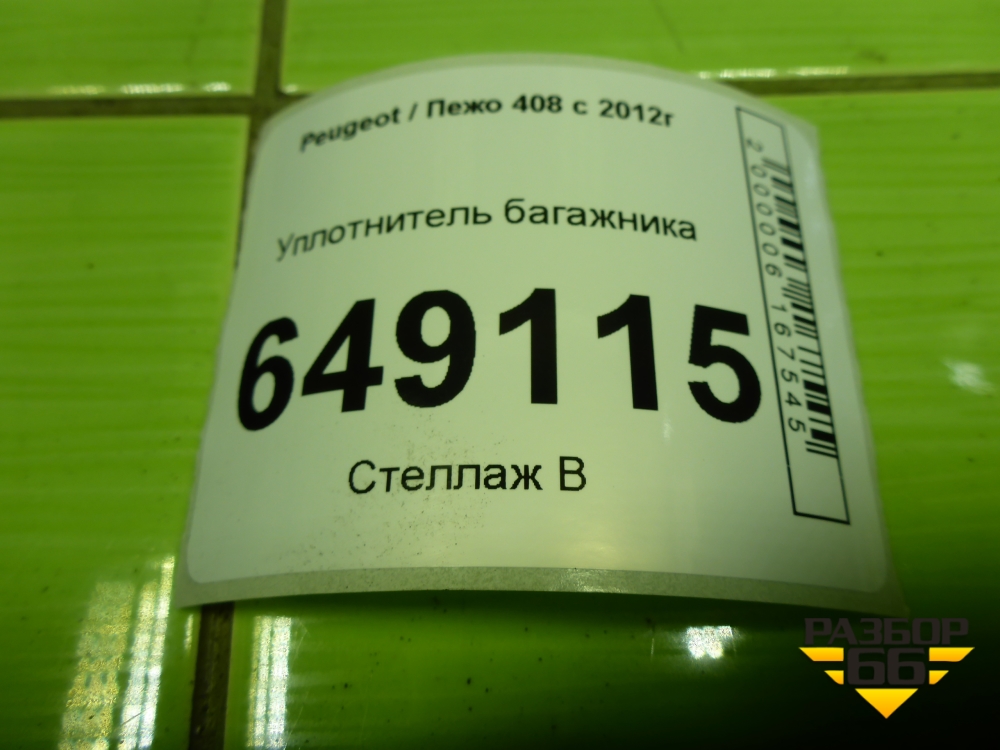 Peugeot / Пежо 408 с 2012г
Уплотнитель багажника
649115
Стеллаж В
2000006167545
РАЗБОР
66